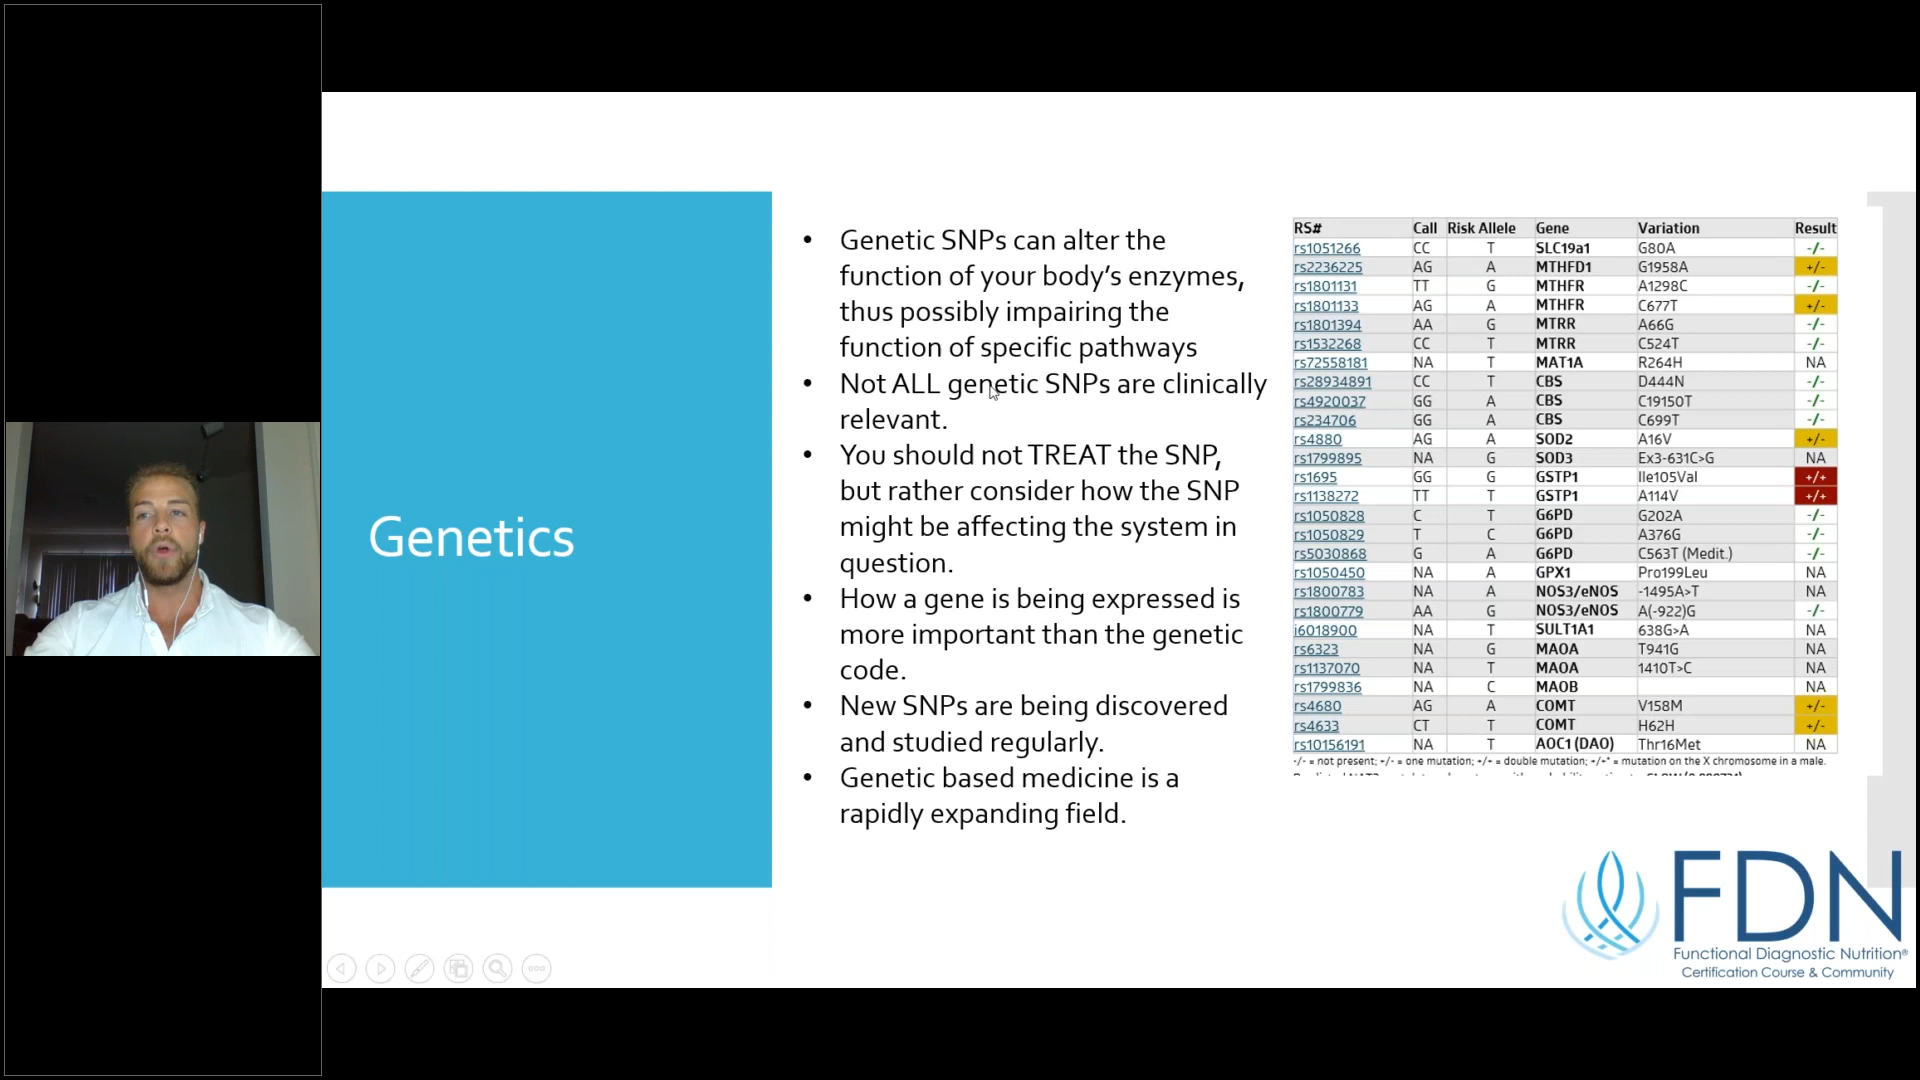 Genetics
• Genetic SNPs can alter the
function of your body’s enzymes,
thus possibly impairing the
function of specific pathways
• Not ALL genetic SNPs are clinically
relevant.
• You should not TREAT the SNP,
but rather consider how the SNP
might be affecting the system in
question.
• How a gene is being expressed is
more important than the genetic
code.
• New SNPs are being discovered
and studied regularly.
• Genetic based medicine is a
rapidly expanding field.
RS# Call Risk Allele Gene Variation Result
rs1051266 CC T SLC19a1 G80A -/-
rs2236225 AG A MTHFD1 G1958A +/-
rs1801131 TT G MTHFR A1298C -/-
rs1801133 AG A MTHFR C677T +/-
rs1801394 AA G MTRR A66G -/-
rs1532268 CC T MTRR C524T -/-
rs72558181 NA T MAT1A R264H NA
rs28934891 CC T CBS D444N -/-
rs4920037 GG A CBS C19150T -/-
rs234706 GG A CBS C699T -/-
rs4880 AG A SOD2 A16V +/-
rs1799895 NA G SOD3 Ex3-631C>G NA
rs1695 GG G GSTP1 Ile105Val +/+
rs1138272 TT T GSTP1 A114V +/+
rs1050828 C T G6PD G202A -/-
rs1050829 T C G6PD A376G -/-
rs5030868 G A G6PD C563T (Medit.) -/-
rs1050450 NA A GPX1 Pro199Leu NA
rs1800783 NA A NOS3/eNOS -1495A>T NA
rs1800779 AA G NOS3/eNOS A(-922)G -/-
i6018900 NA T SULT1A1 638G>A NA
rs6323 NA G MAOA T941G NA
rs1137070 NA T MAOA 1410T>C NA
rs1799836 NA C MAOB NA
rs4680 AG A COMT V158M +/-
rs4633 CT T COMT H62H +/-
rs10156191 NA T AOC1 (DAO) Thr16Met NA
-/- = not present; +/- = one mutation; +/+ = double mutation; +/+* = mutation on the X chromosome in a male.
FDN
Functional Diagnostic Nutrition®
Certification Course & Community